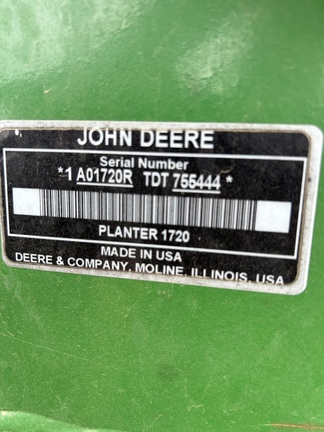 JOHN DEERE
Serial Number
*1 A01720R TDT 755444 *
PLANTER 1720
MADE IN USA
DEERE & COMPANY, MOLINE, ILLINOIS, USA